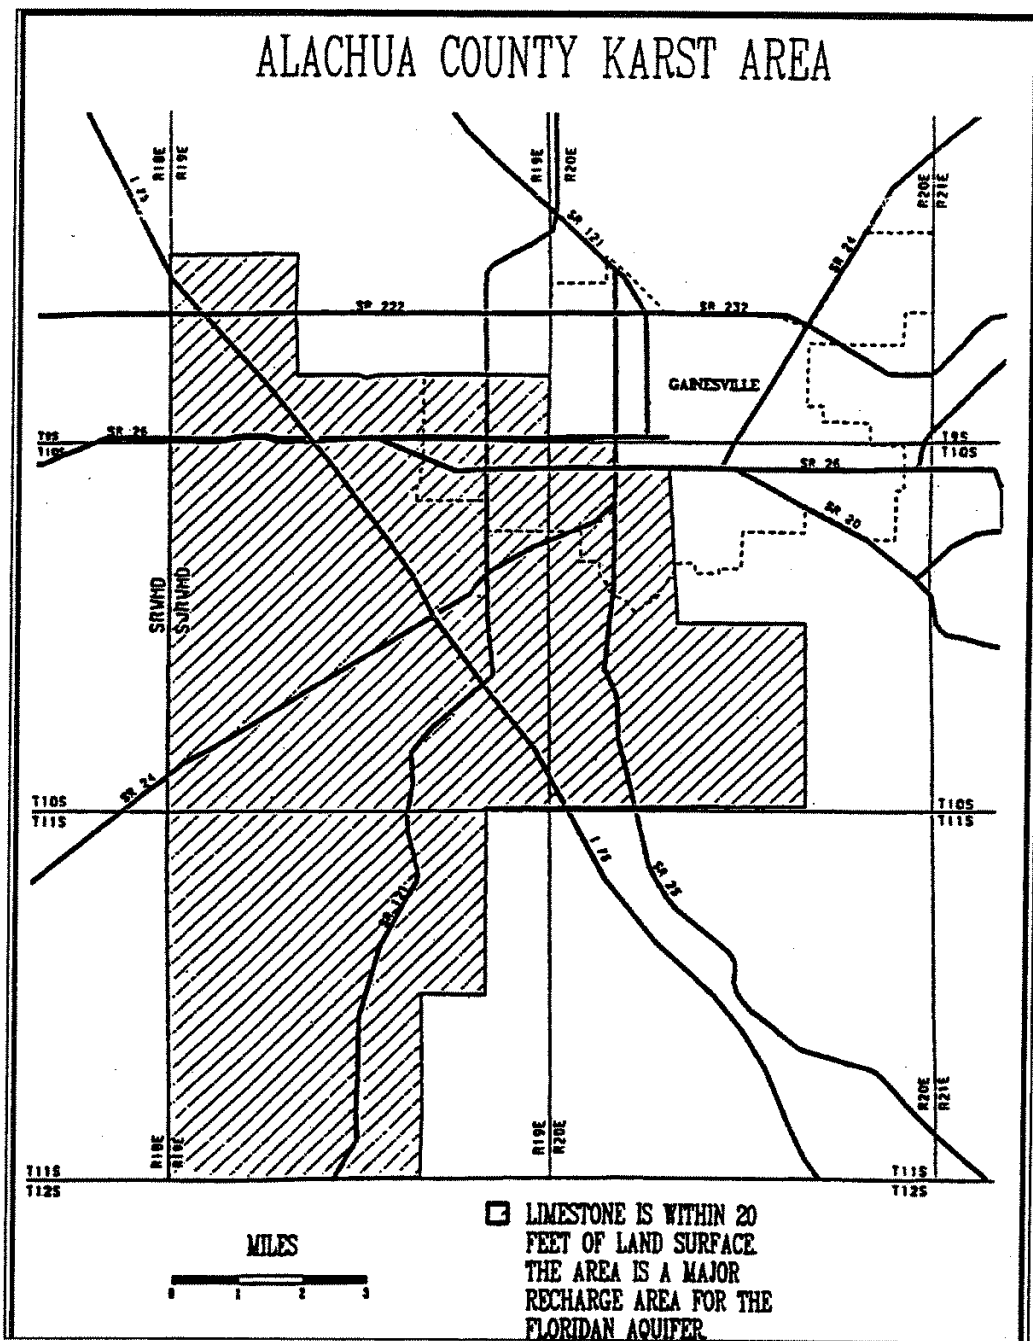 ALACHUA COUNTY KARST AREA
R18E
R19E
R19E
R20E
R20E
R21E
I 75
SR 121
SR 24
SR 222
SR 232
GAINESVILLE
T9S
T10S
SR 26
T9S
T10S
SR 26
SR 20
SRWMD
SJRWMD
SR 24
T10S
T11S
T10S
T11S
I 75
SR 25
SR 121
R18E
R19E
R19E
R20E
R20E
R21E
T11S
T12S
T11S
T12S
MILES
0 1 2 3
LIMESTONE IS WITHIN 20
FEET OF LAND SURFACE.
THE AREA IS A MAJOR
RECHARGE AREA FOR THE
FLORIDAN AQUIFER